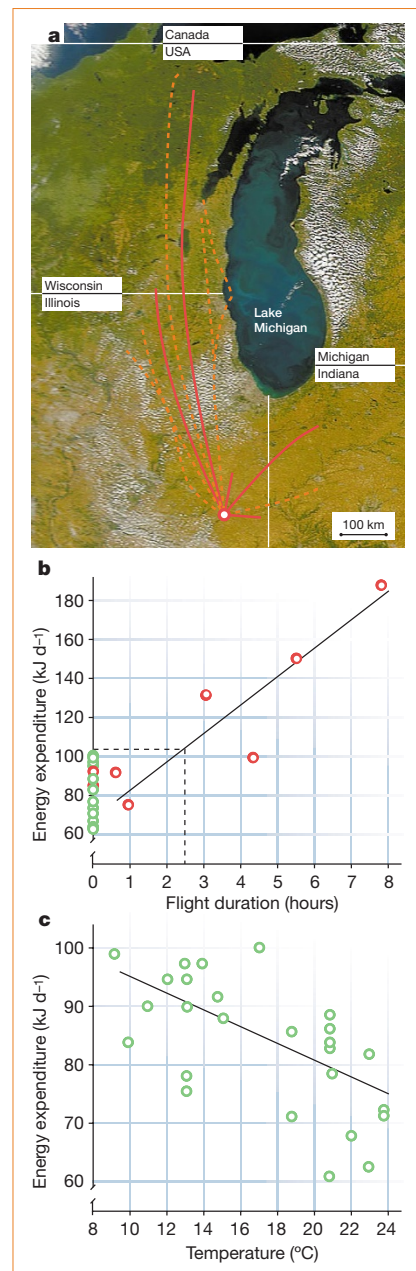 a
Canada
USA
Wisconsin
Illinois
Lake
Michigan
Michigan
Indiana
100 km
b
Energy expenditure (kJ d–1)
180
160
140
120
100
80
60
0 1 2 3 4 5 6 7 8
Flight duration (hours)
c
Energy expenditure (kJ d–1)
100
90
80
70
60
8 10 12 14 16 18 20 22 24
Temperature (ºC)